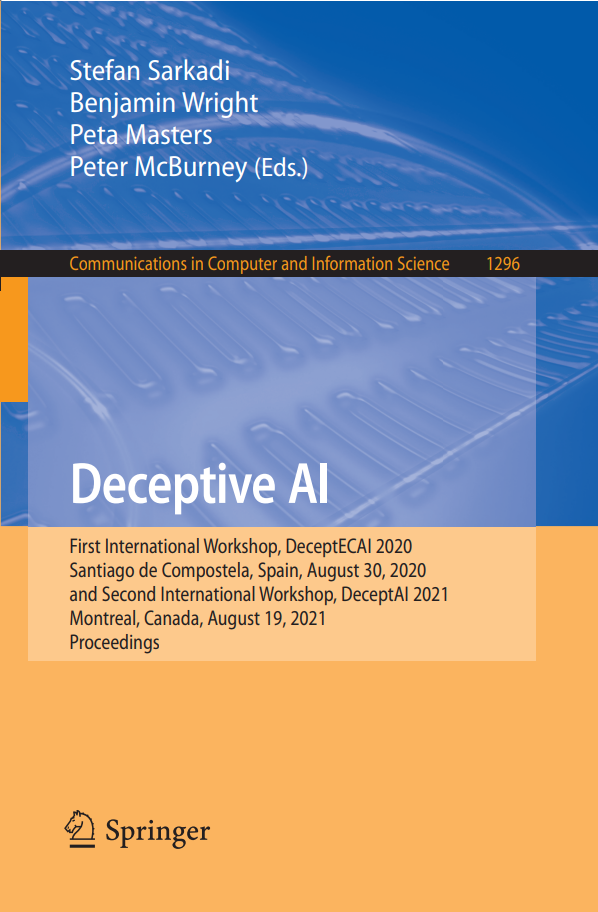 Stefan Sarkadi
Benjamin Wright
Peta Masters
Peter McBurney (Eds.)
Communications in Computer and Information Science 1296
Deceptive AI
First International Workshop, DeceptECAI 2020
Santiago de Compostela, Spain, August 30, 2020
and Second International Workshop, DeceptAI 2021
Montreal, Canada, August 19, 2021
Proceedings
Springer